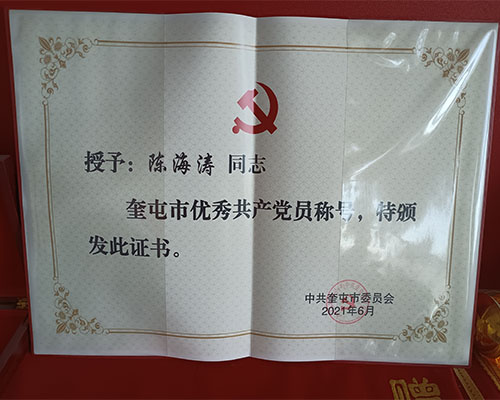 授予：陈海涛 同志
奎屯市优秀共产党员称号，特颁
发此证书。
中共奎屯市委员会
2021年6月